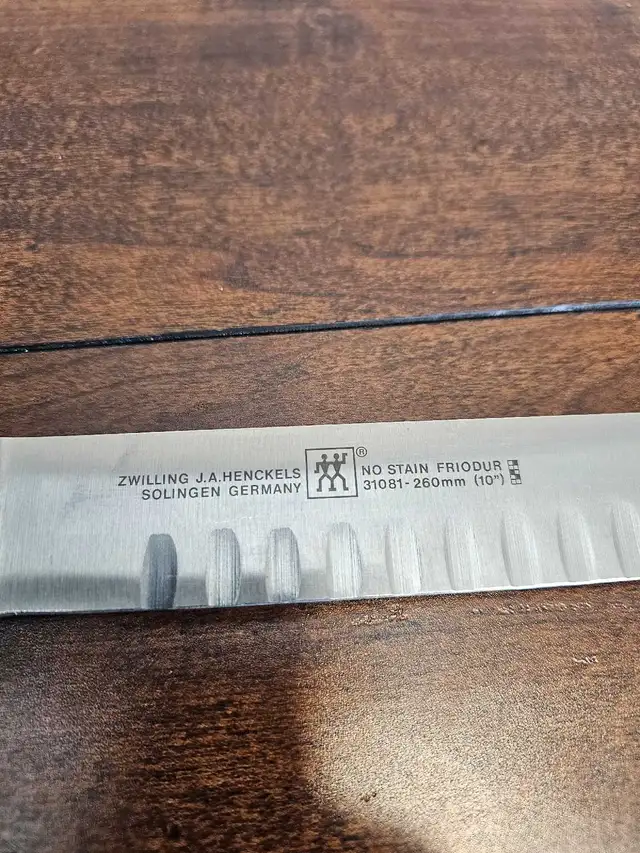 ZWILLING J.A.HENCKELS
SOLINGEN GERMANY
®
NO STAIN FRIODUR
31081-260mm (10")